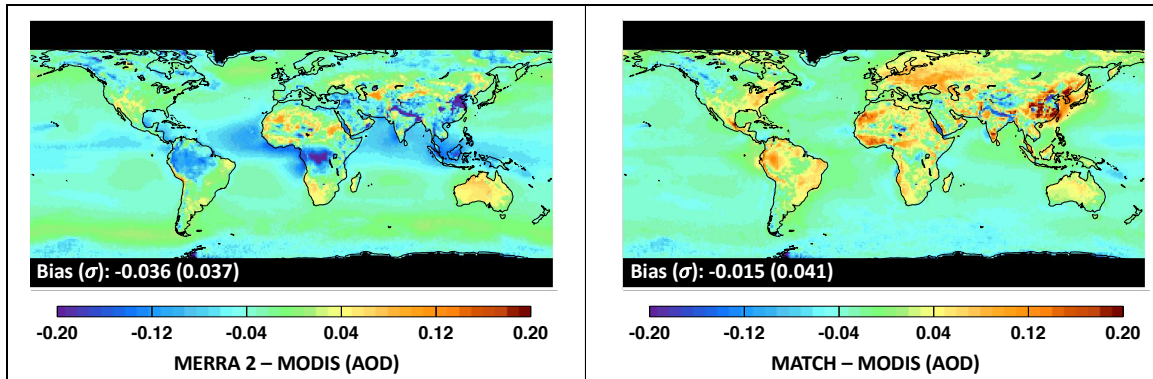 Bias (σ): -0.036 (0.037)
-0.20 -0.12 -0.04 0.04 0.12 0.20
MERRA 2 – MODIS (AOD)
Bias (σ): -0.015 (0.041)
-0.20 -0.12 -0.04 0.04 0.12 0.20
MATCH – MODIS (AOD)